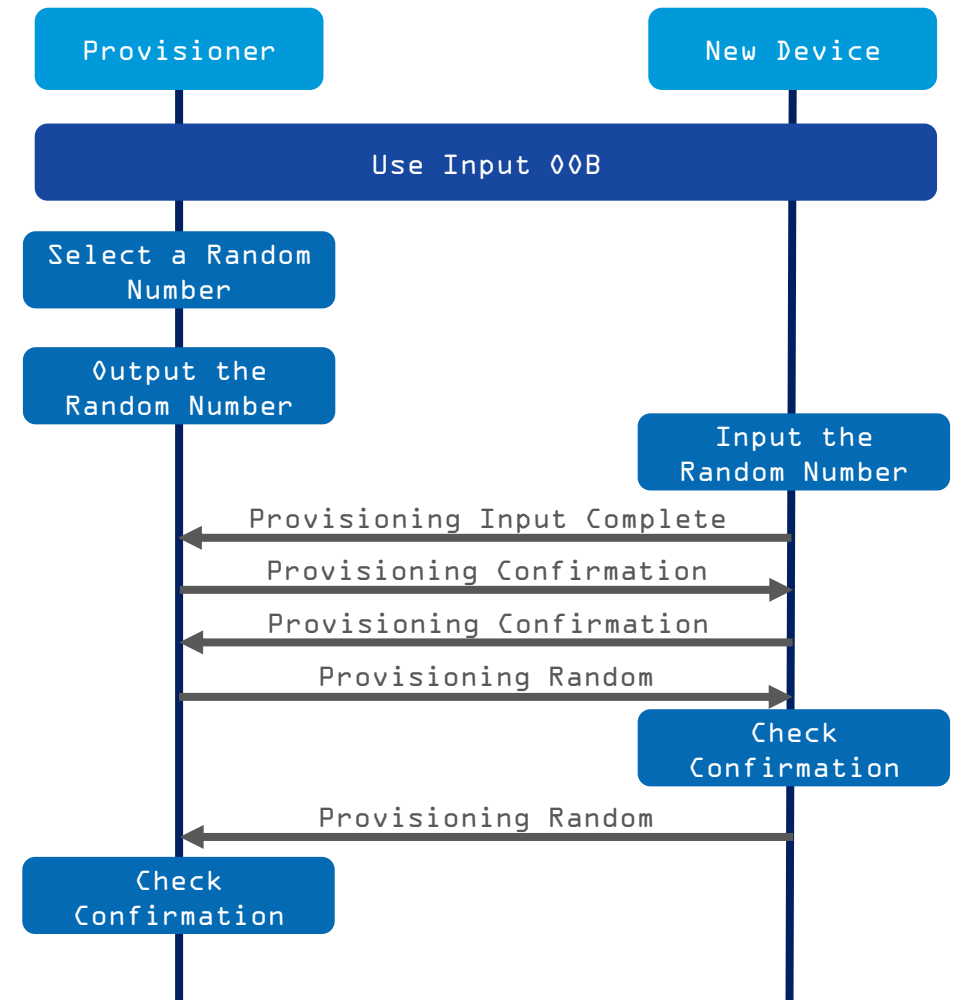 Provisioner
New Device
Use Input OOB
Select a Random
Number
Output the
Random Number
Input the
Random Number
Provisioning Input Complete
Provisioning Confirmation
Provisioning Confirmation
Provisioning Random
Check
Confirmation
Provisioning Random
Check
Confirmation